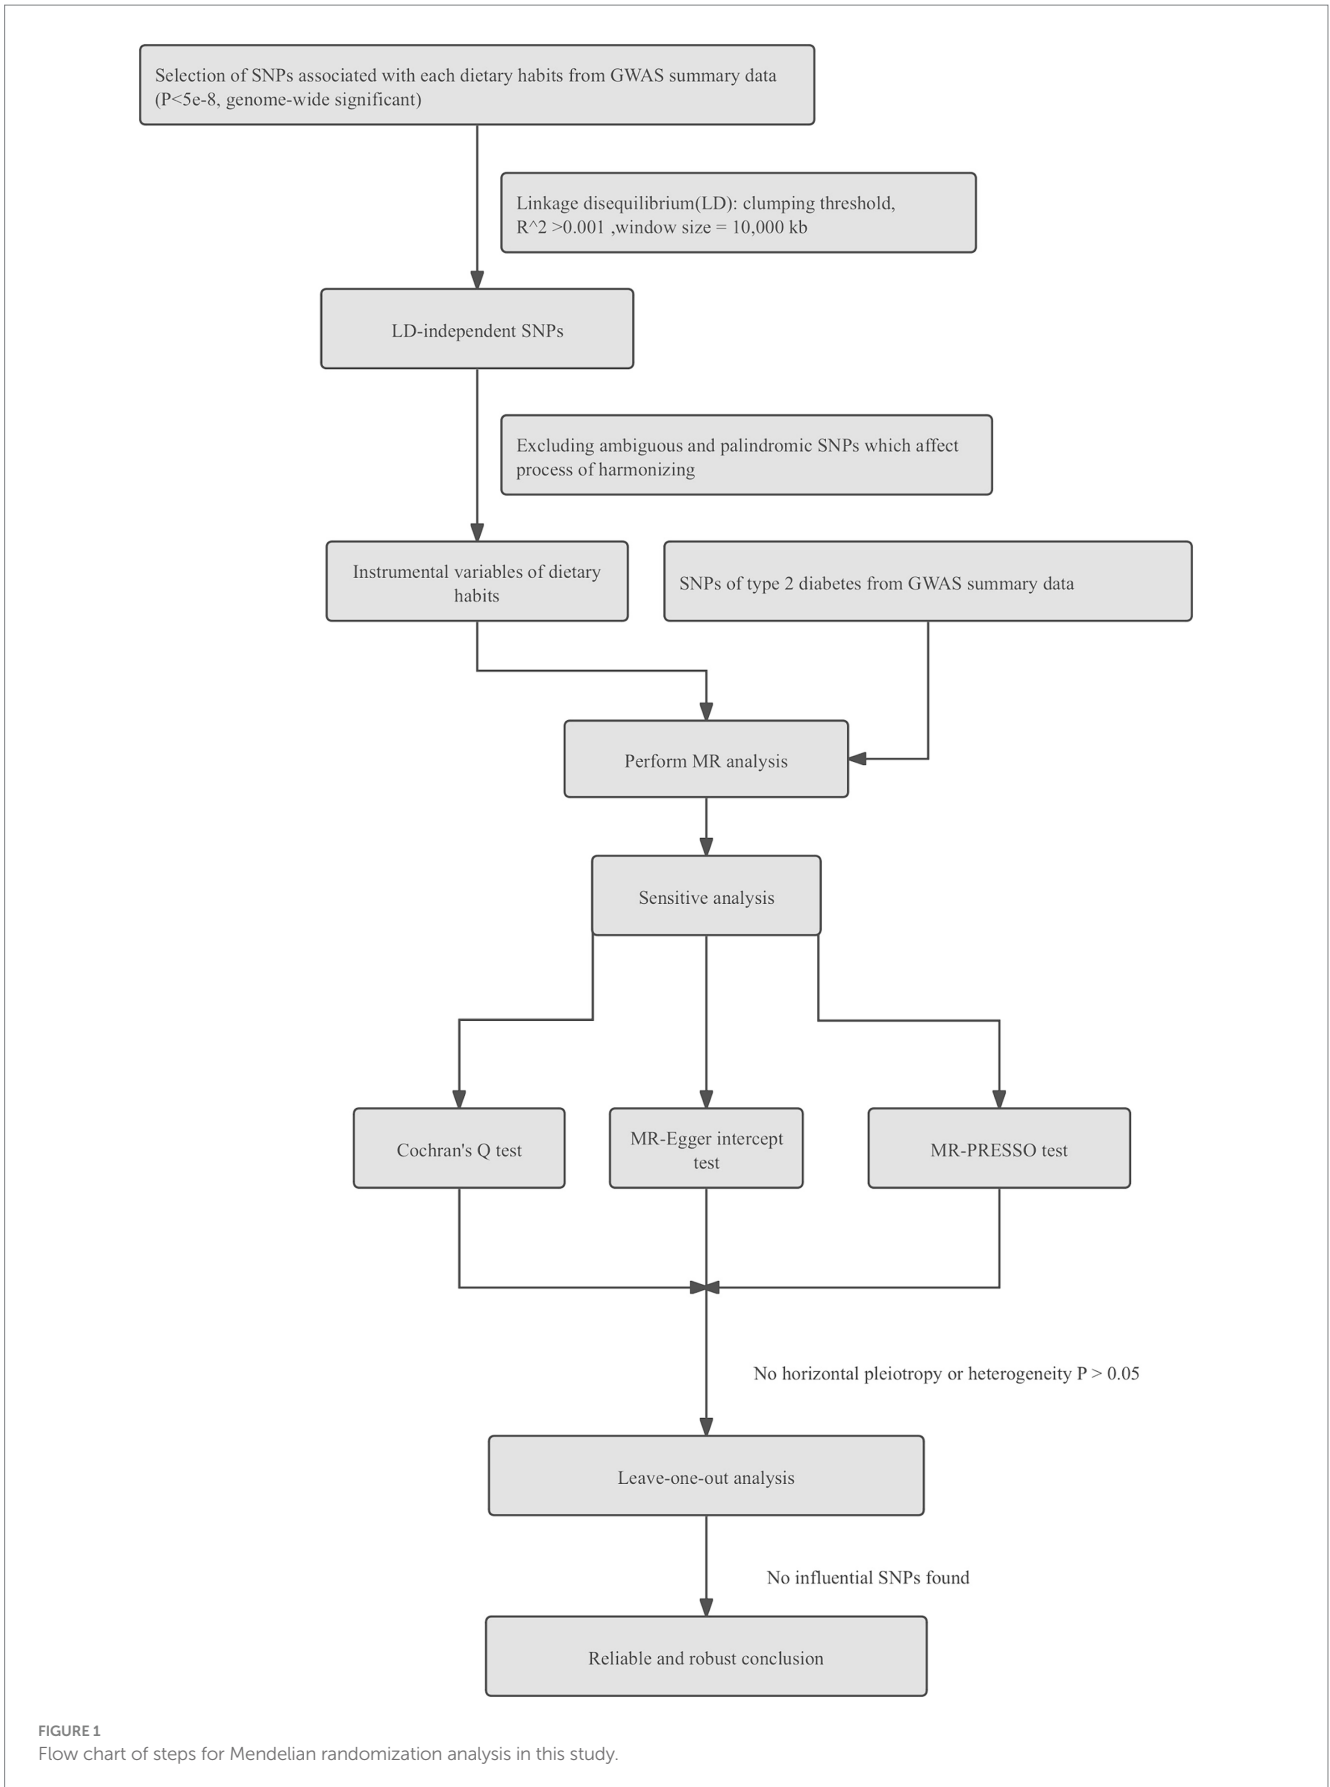 Selection of SNPs associated with each dietary habits from GWAS summary data
(P<5e-8, genome-wide significant)
Linkage disequilibrium(LD): clumping threshold,
R^2 >0.001 ,window size = 10,000 kb
LD-independent SNPs
Excluding ambiguous and palindromic SNPs which affect
process of harmonizing
Instrumental variables of dietary
habits
SNPs of type 2 diabetes from GWAS summary data
Perform MR analysis
Sensitive analysis
Cochran's Q test
MR-Egger intercept
test
MR-PRESSO test
No horizontal pleiotropy or heterogeneity P > 0.05
Leave-one-out analysis
No influential SNPs found
Reliable and robust conclusion
FIGURE 1
Flow chart of steps for Mendelian randomization analysis in this study.